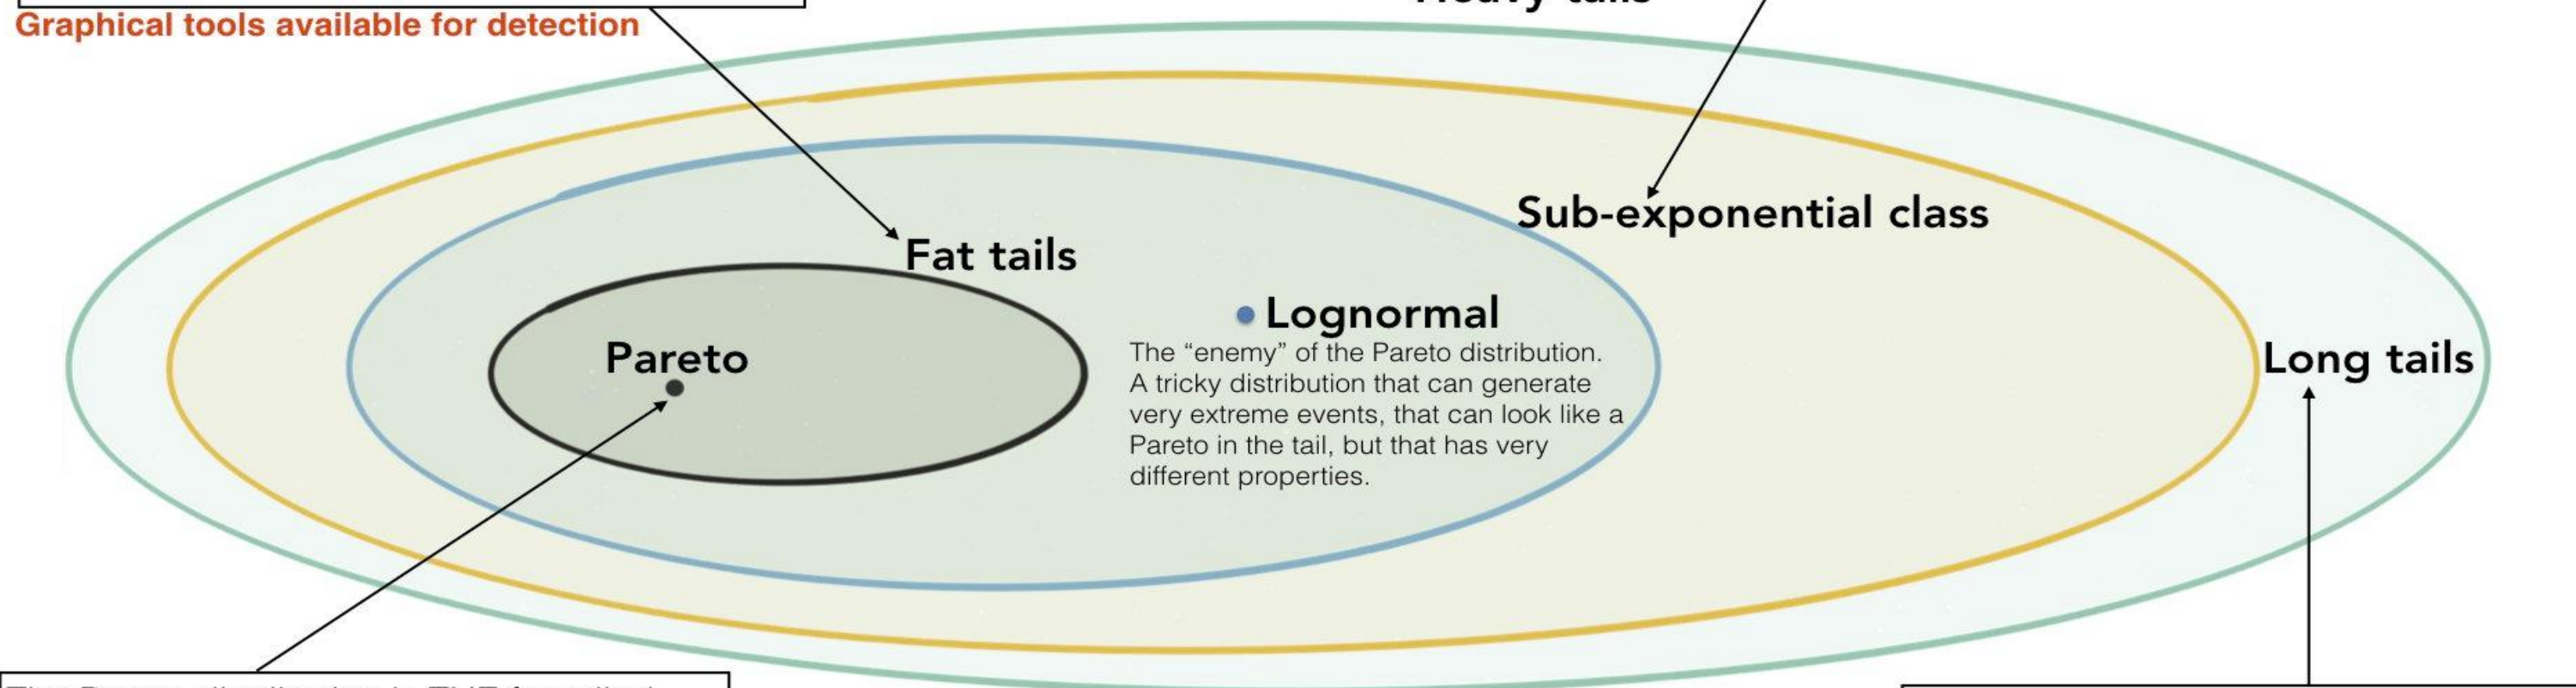 Heavy tails
Graphical tools available for detection
Sub-exponential class
Fat tails
• Lognormal
The “enemy” of the Pareto distribution.
A tricky distribution that can generate
very extreme events, that can look like a
Pareto in the tail, but that has very
different properties.
Pareto
Long tails